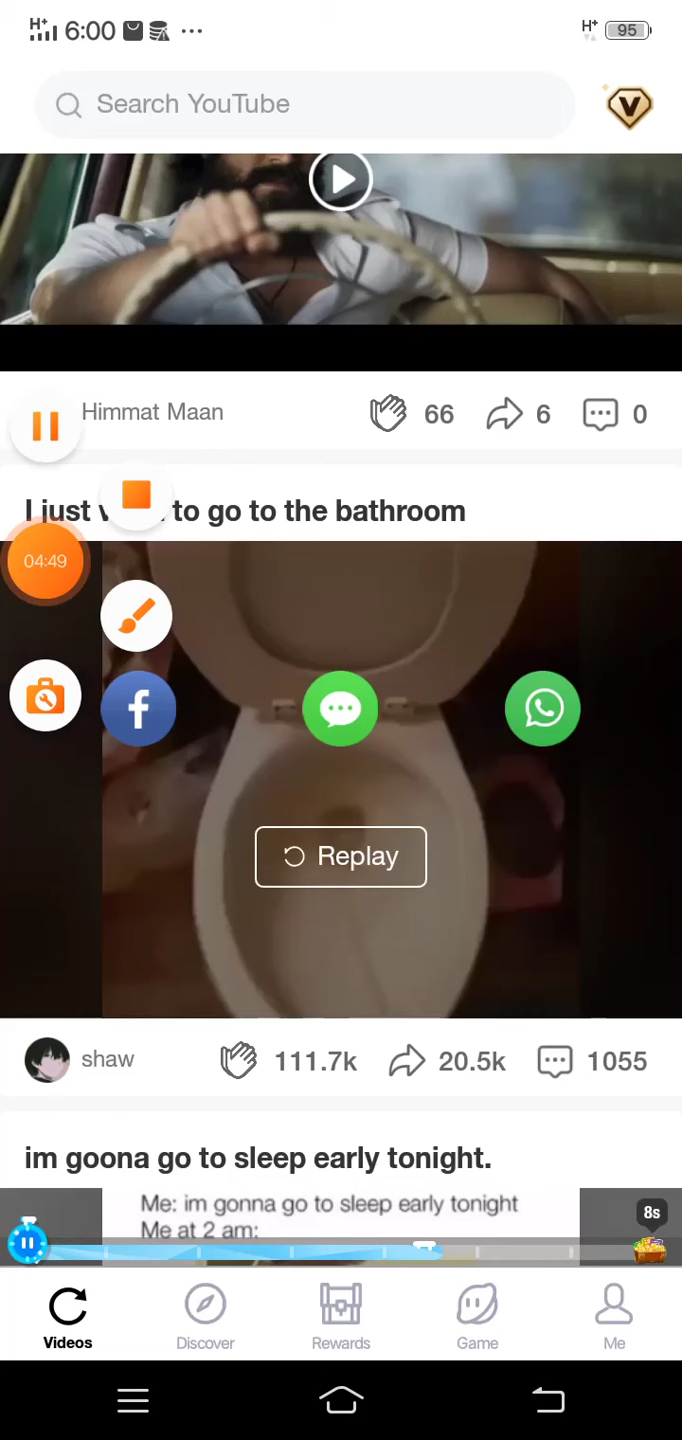 H+ 6:00 H+ 95
Search YouTube
V
Himmat Maan 66 6 0
I just to go to the bathroom
04:49
f
Replay
shaw 111.7k 20.5k 1055
im goona go to sleep early tonight.
Me: im gonna go to sleep early tonight
Me at 2 am:
8s
Videos Discover Rewards Game Me